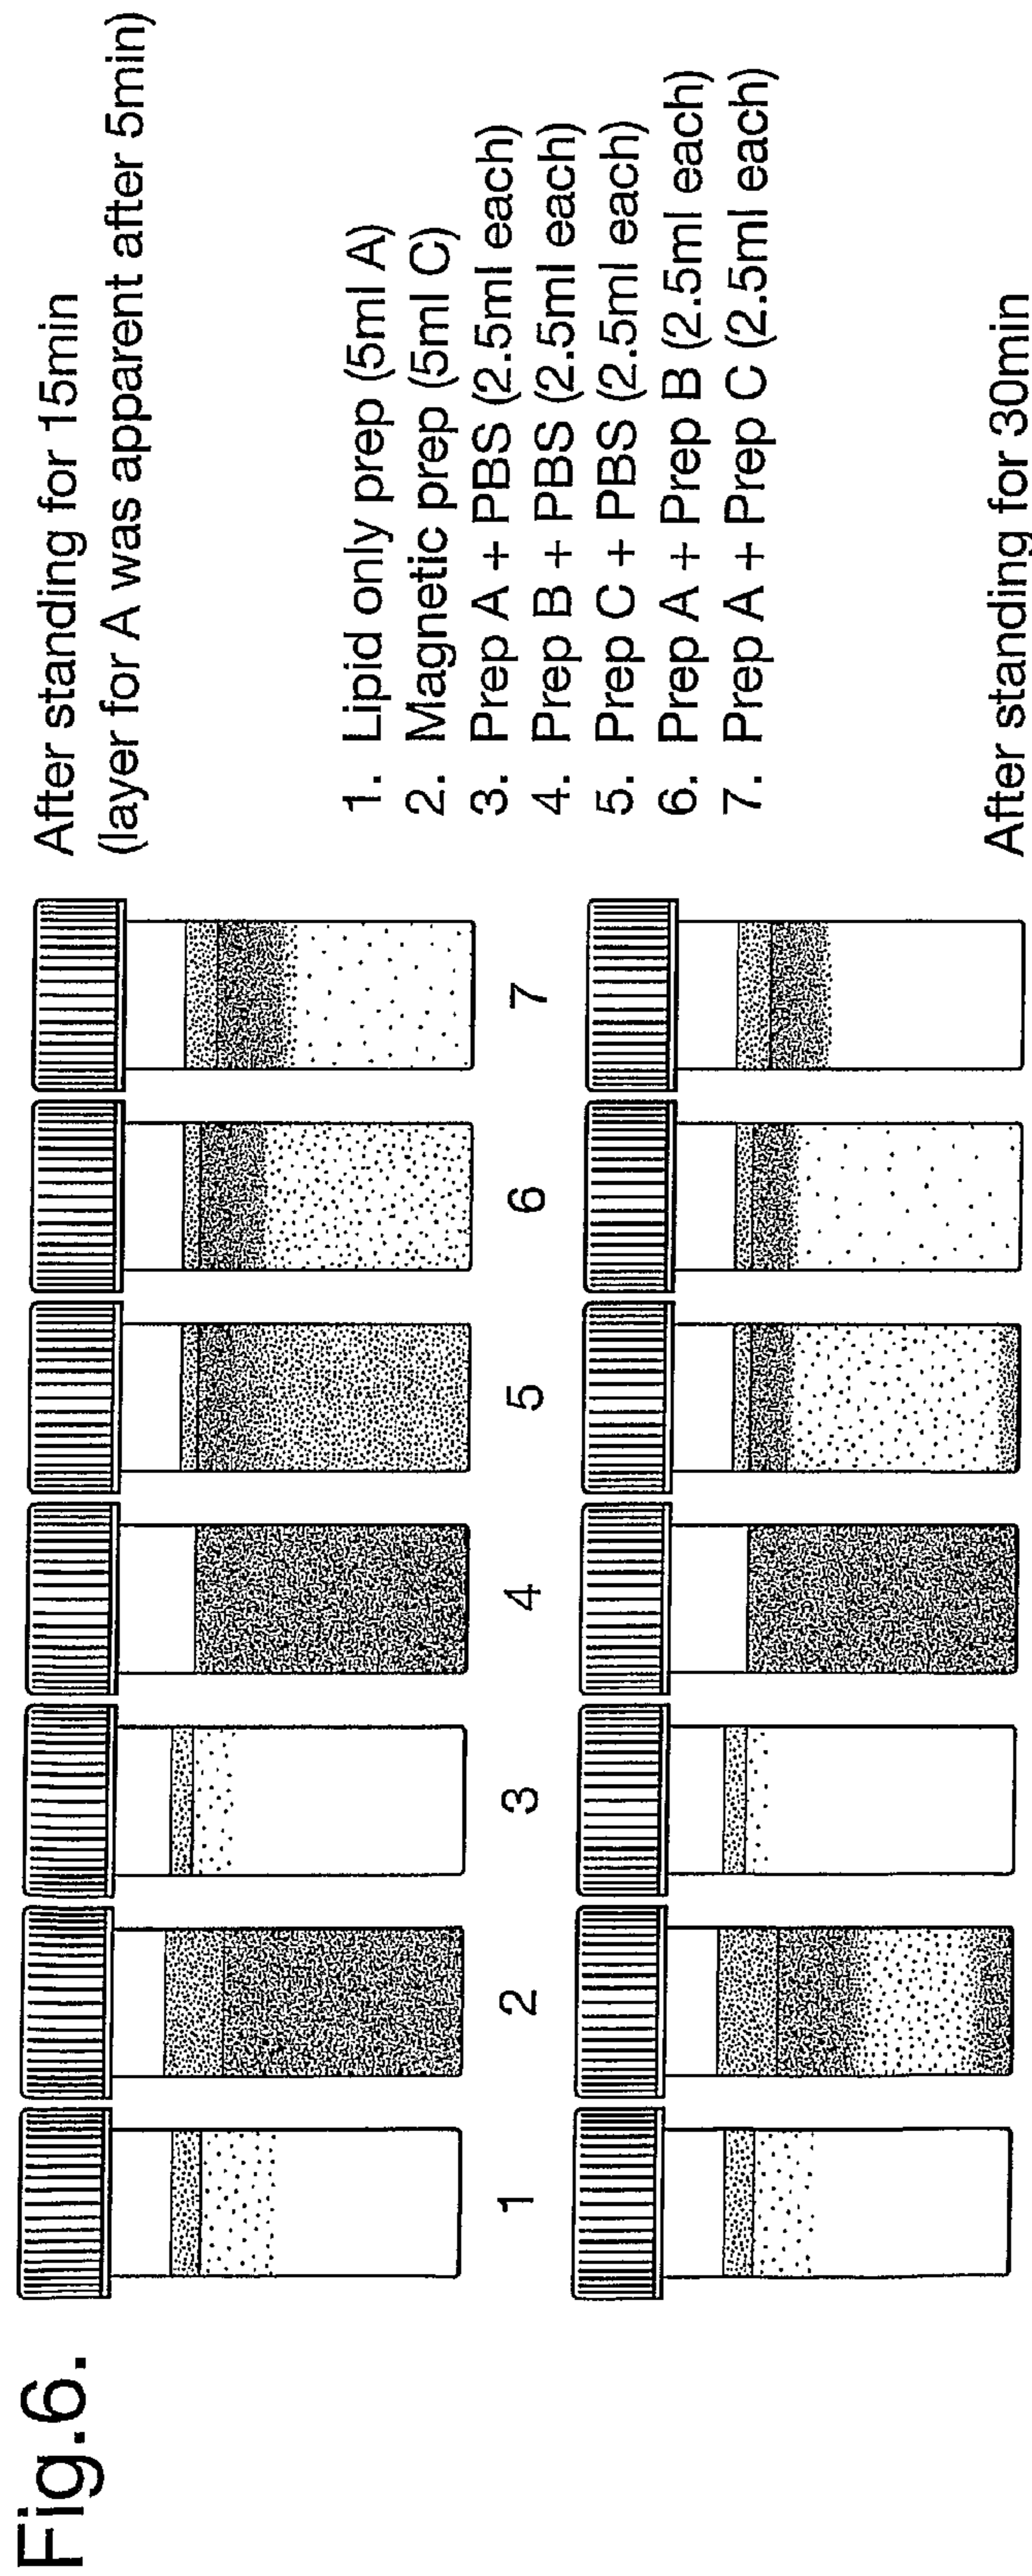 Fig.6.
After standing for 15min
(layer for A was apparent after 5min)
1 2 3 4 5 6 7
1. Lipid only prep (5ml A)
2. Magnetic prep (5ml C)
3. Prep A + PBS (2.5ml each)
4. Prep B + PBS (2.5ml each)
5. Prep C + PBS (2.5ml each)
6. Prep A + Prep B (2.5ml each)
7. Prep A + Prep C (2.5ml each)
After standing for 30min